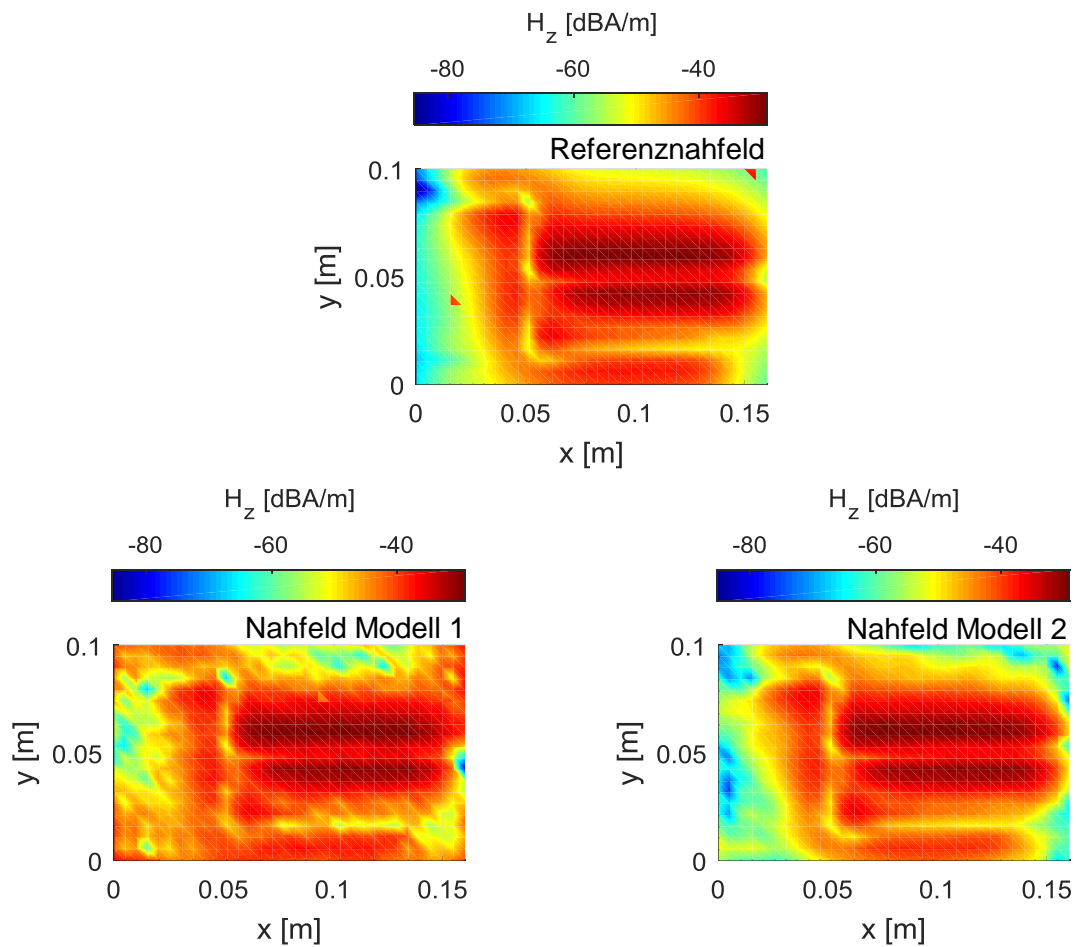 H_z [dBA/m]
-80 -60 -40
Referenznahfeld
0.1
0.05
0
y [m]
0 0.05 0.1 0.15
x [m]
H_z [dBA/m]
-80 -60 -40
Nahfeld Modell 1
0.1
0.05
0
y [m]
0 0.05 0.1 0.15
x [m]
H_z [dBA/m]
-80 -60 -40
Nahfeld Modell 2
0.1
0.05
0
y [m]
0 0.05 0.1 0.15
x [m]